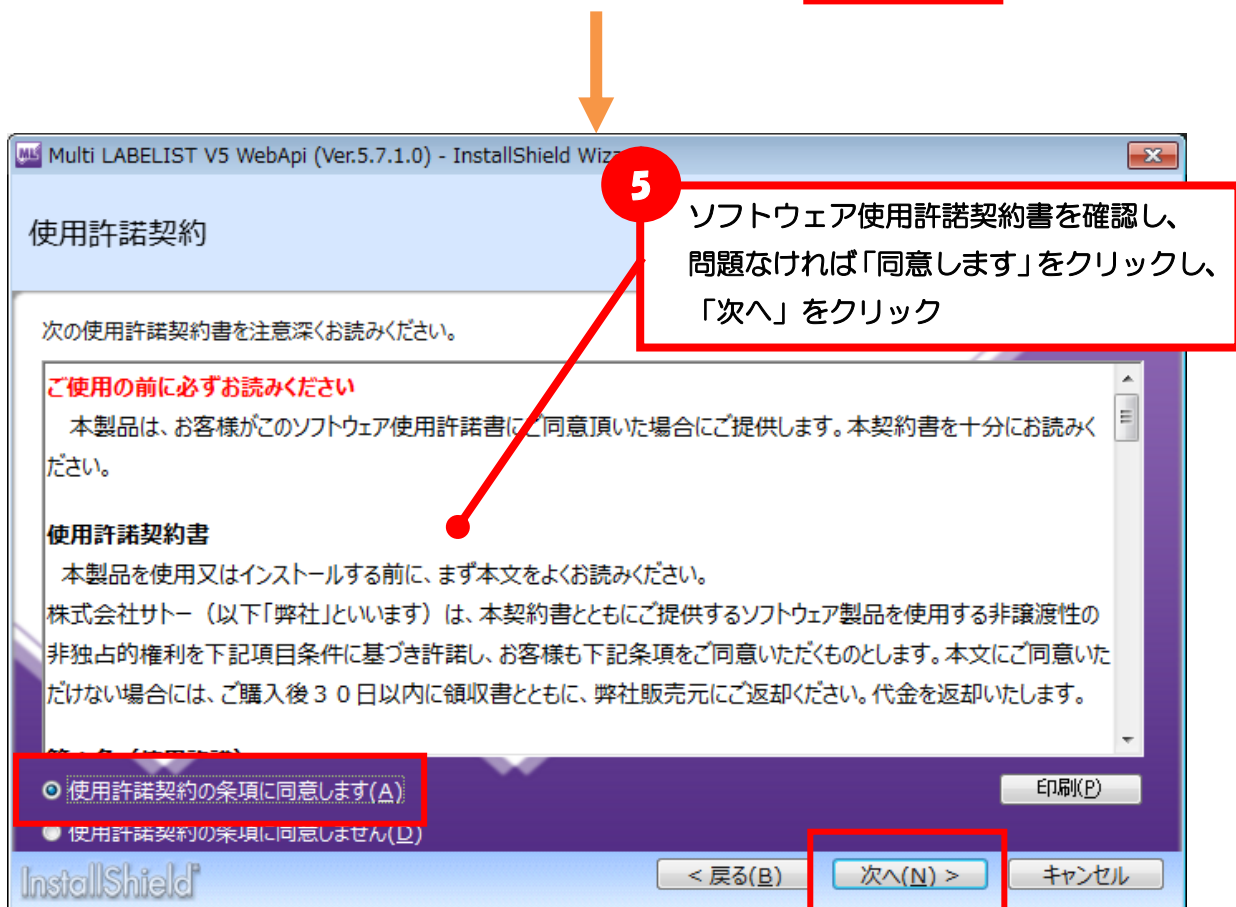 Multi LABELIST V5 WebApi (Ver.5.7.1.0) - InstallShield
5
使用許諾契約
ソフトウェア使用許諾契約書を確認し、
問題なければ「同意します」をクリックし、
「次へ」をクリック
次の使用許諾契約書を注意深くお読みください。
ご使用の前に必ずお読みください
本製品は、お客様がこのソフトウェア使用許諾書にご同意頂いた場合にご提供します。本契約書を十分にお読みく
ださい。
使用許諾契約書
本製品を使用又はインストールする前に、まず本文をよくお読みください。
株式会社サトー（以下「弊社」といいます）は、本契約書とともにご提供するソフトウェア製品を使用する非譲渡性の
非独占的権利を下記項目条件に基づき許諾し、お客様も下記条項をご同意いただくものとします。本文にご同意いた
だけない場合には、ご購入後３０日以内に領収書とともに、弊社販売元にご返却ください。代金を返却いたします。
使用許諾契約の条項に同意します(A)
印刷(P)
使用許諾契約の条項に同意しません(D)
InstallShield
< 戻る(B)
次へ(N) >
キャンセル